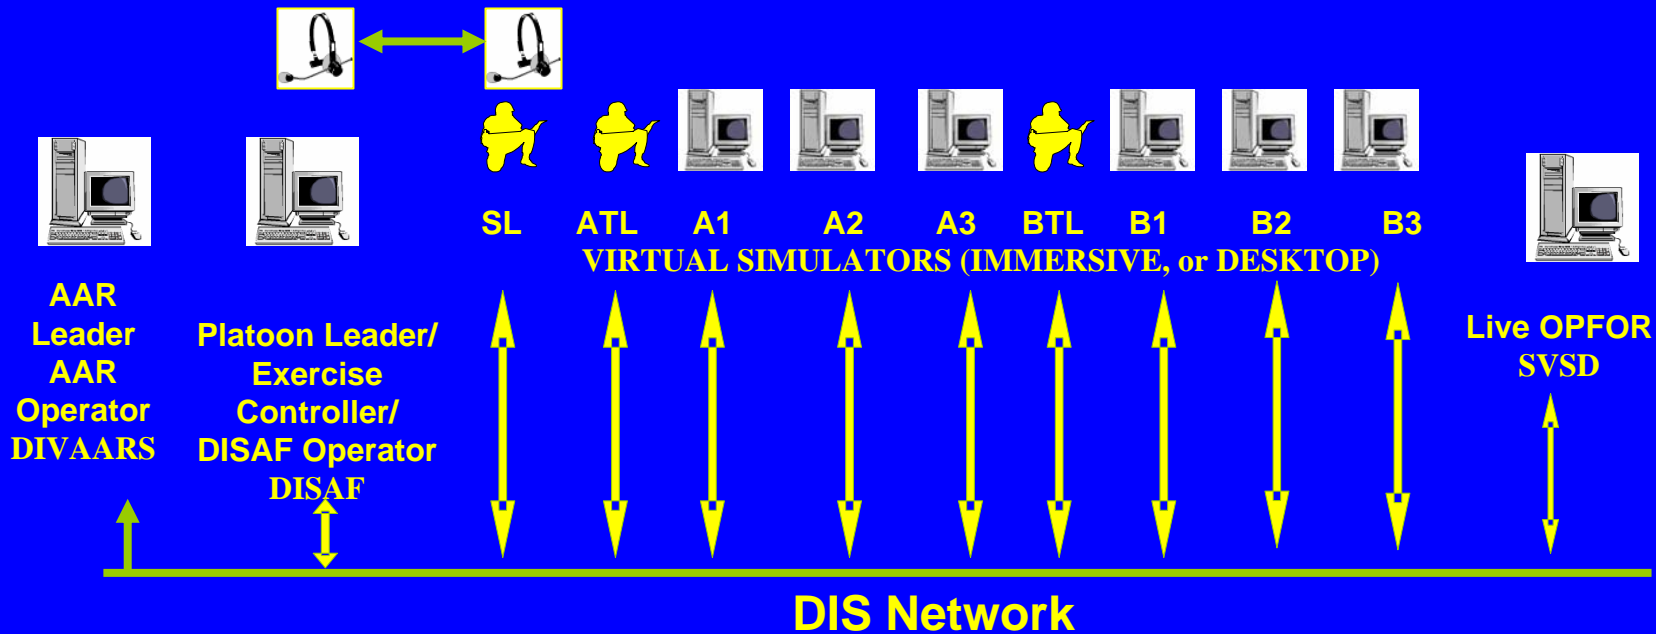 SL ATL A1 A2 A3 BTL B1 B2 B3
VIRTUAL SIMULATORS (IMMERSIVE, or DESKTOP)
AAR
Leader
AAR
Operator
DIVAARS
Platoon Leader/
Exercise
Controller/
DISAF Operator
DISAF
Live OPFOR
SVSD
DIS Network